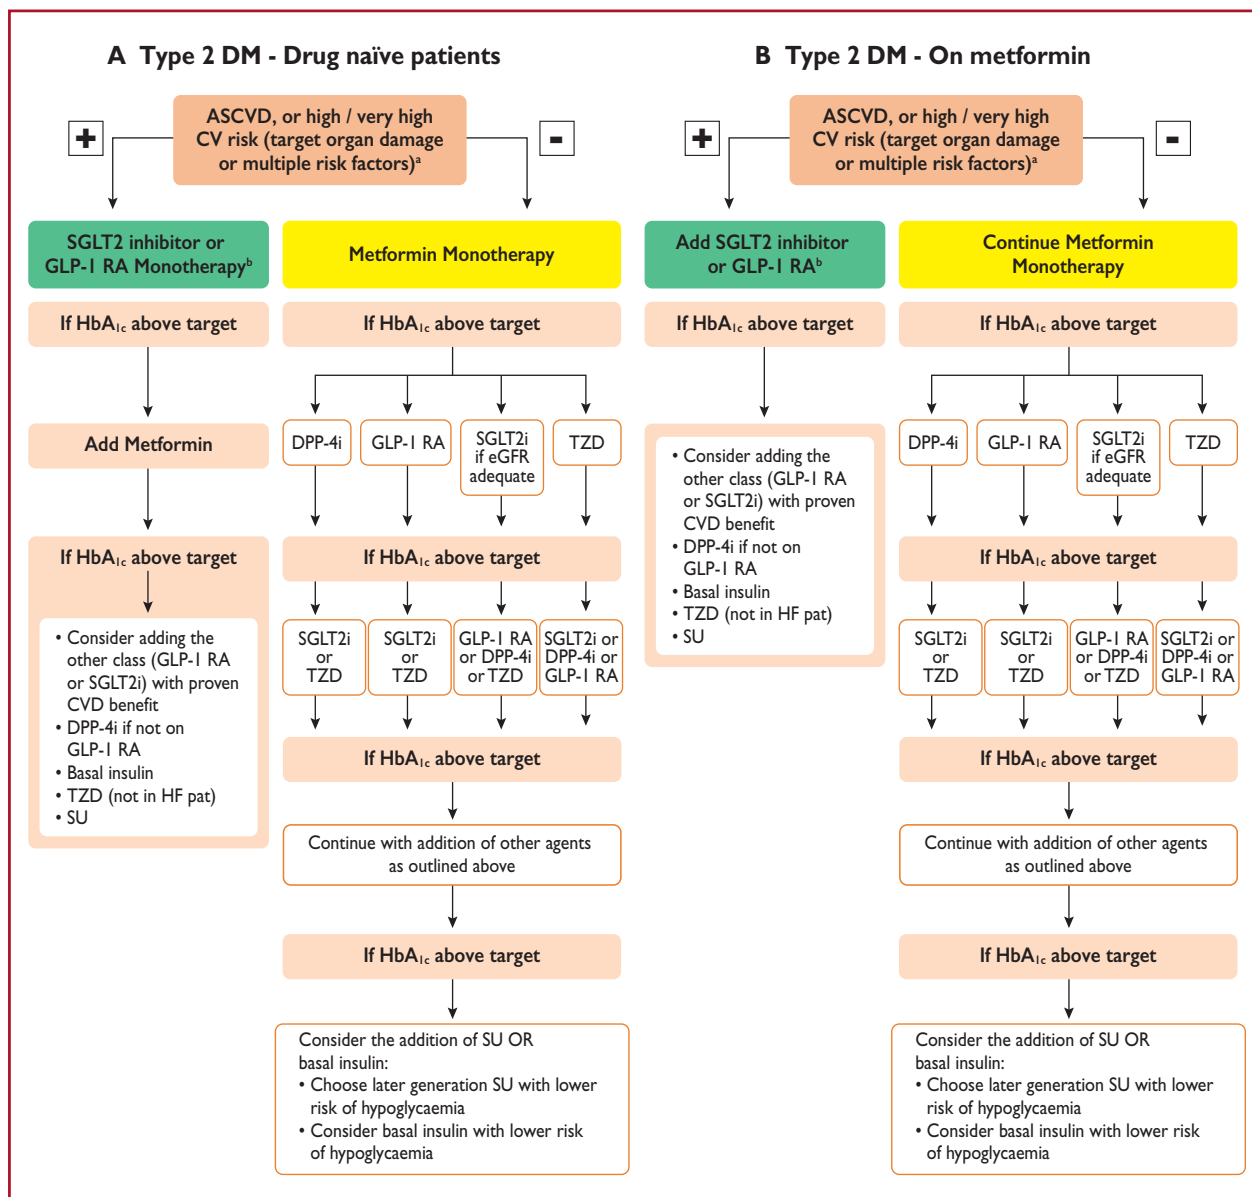 A Type 2 DM - Drug naïve patients
+
ASCVD, or high / very high
CV risk (target organ damage
or multiple risk factors)ᵃ
-
SGLT2 inhibitor or
GLP-1 RA Monotherapyᵇ
Metformin Monotherapy
If HbA₁c above target
If HbA₁c above target
DPP-4i
GLP-1 RA
SGLT2i
if eGFR
adequate
TZD
Add Metformin
If HbA₁c above target
• Consider adding the
other class (GLP-1 RA
or SGLT2i) with proven
CVD benefit
• DPP-4i if not on
GLP-1 RA
• Basal insulin
• TZD (not in HF pat)
• SU
If HbA₁c above target
SGLT2i
or
TZD
SGLT2i
or
TZD
GLP-1 RA
or DPP-4i
or TZD
SGLT2i or
DPP-4i or
GLP-1 RA
If HbA₁c above target
Continue with addition of other agents
as outlined above
If HbA₁c above target
Consider the addition of SU OR
basal insulin:
• Choose later generation SU with lower
risk of hypoglycaemia
• Consider basal insulin with lower risk
of hypoglycaemia
B Type 2 DM - On metformin
+
ASCVD, or high / very high
CV risk (target organ damage
or multiple risk factors)ᵃ
-
Add SGLT2 inhibitor
or GLP-1 RAᵇ
Continue Metformin
Monotherapy
If HbA₁c above target
• Consider adding the
other class (GLP-1 RA
or SGLT2i) with proven
CVD benefit
• DPP-4i if not on
GLP-1 RA
• Basal insulin
• TZD (not in HF pat)
• SU
If HbA₁c above target
DPP-4i
GLP-1 RA
SGLT2i
if eGFR
adequate
TZD
If HbA₁c above target
SGLT2i
or
TZD
SGLT2i
or
TZD
GLP-1 RA
or DPP-4i
or TZD
SGLT2i or
DPP-4i or
GLP-1 RA
If HbA₁c above target
Continue with addition of other agents
as outlined above
If HbA₁c above target
Consider the addition of SU OR
basal insulin:
• Choose later generation SU with lower
risk of hypoglycaemia
• Consider basal insulin with lower risk
of hypoglycaemia